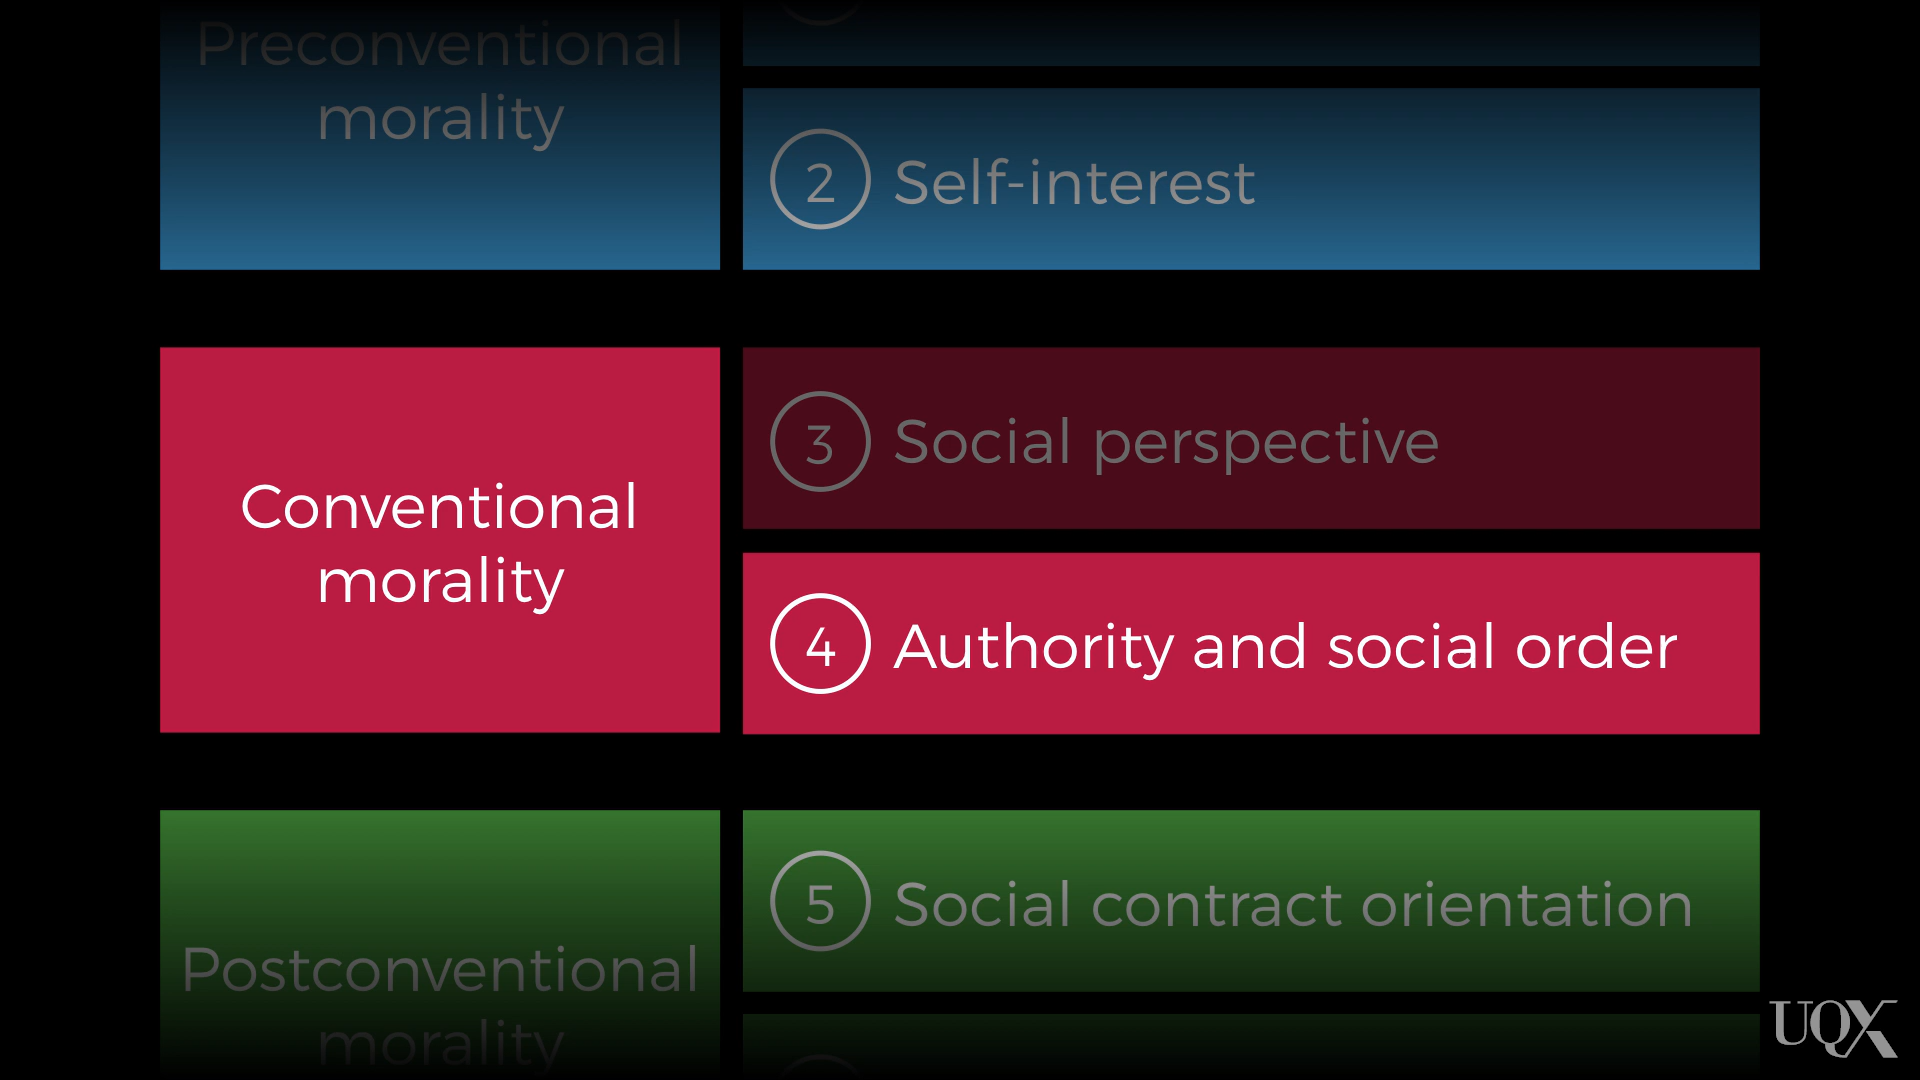 Preconventional
morality
2 Self-interest
Conventional
morality
3 Social perspective
4 Authority and social order
5 Social contract orientation
Postconventional
morality
UQX